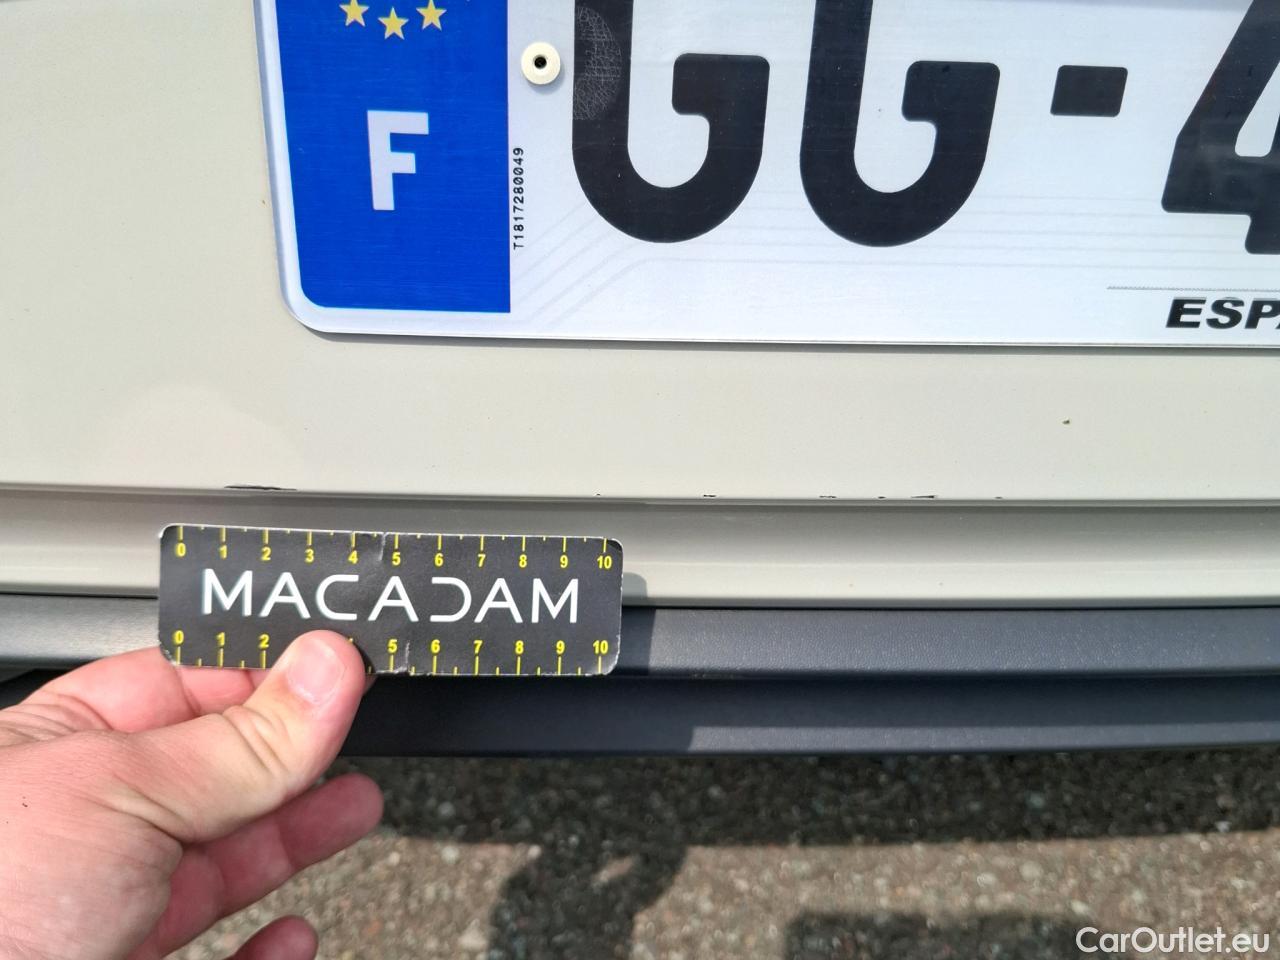 F
T1817280049
GG-4
ESPA
0 1 2 3 4 5 6 7 8 9 10
MACADAM
0 1 2 5 6 7 8 9 10
CarOutlet.eu